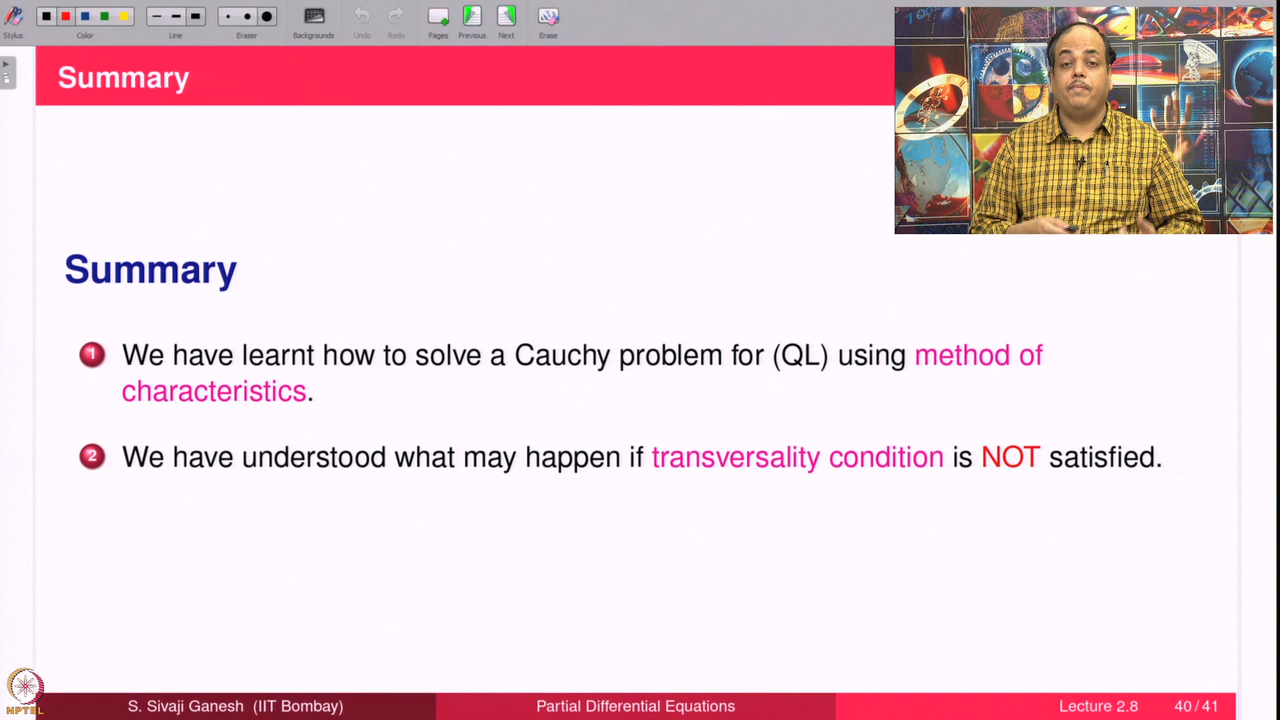 Stylus
Color
Line
Eraser
Backgrounds
Undo
Redo
Pages
Previous
Next
Erase
Summary
Summary
1 We have learnt how to solve a Cauchy problem for (QL) using method of
characteristics.
2 We have understood what may happen if transversality condition is NOT satisfied.
NPTEL
S. Sivaji Ganesh (IIT Bombay) Partial Differential Equations Lecture 2.8 40/41